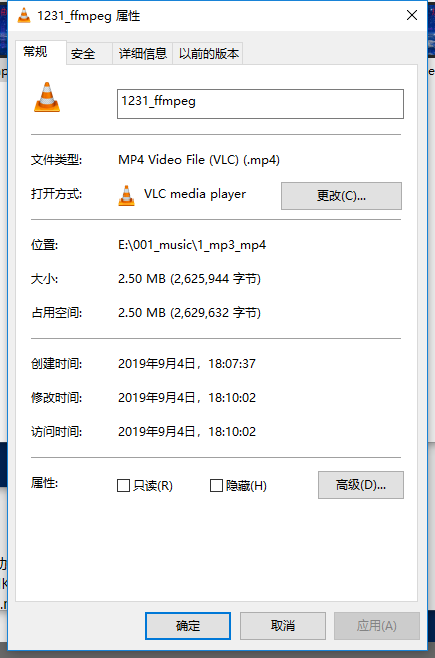 1231_ffmpeg 属性
常规 安全 详细信息 以前的版本
1231_ffmpeg
文件类型: MP4 Video File (VLC) (.mp4)
打开方式: VLC media player 更改(C)...
位置: E:\001_music\1_mp3_mp4
大小: 2.50 MB (2,625,944 字节)
占用空间: 2.50 MB (2,629,632 字节)
创建时间: 2019年9月4日，18:07:37
修改时间: 2019年9月4日，18:10:02
访问时间: 2019年9月4日，18:10:02
属性: 只读(R) 隐藏(H) 高级(D)...
确定 取消 应用(A)